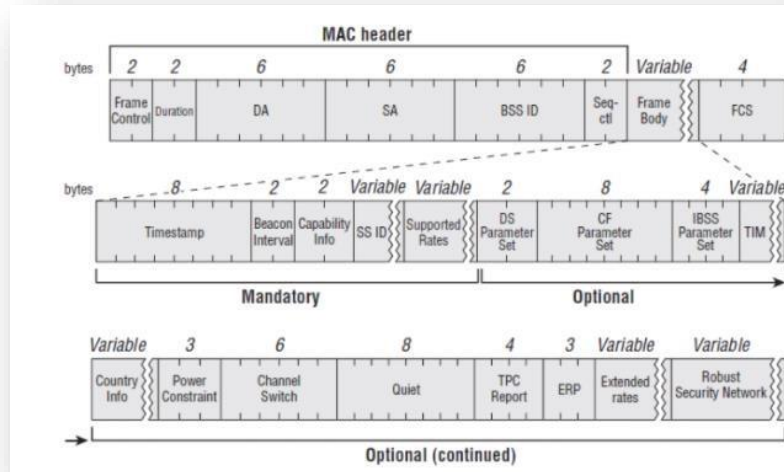 MAC header
bytes 2 2 6 6 6 2 Variable 4
Frame Control Duration DA SA BSS ID Seq-ctl Frame Body FCS
bytes 8 2 2 Variable Variable 2 8 4 Variable
Timestamp Beacon Interval Capability Info SS ID Supported Rates DS Parameter Set CF Parameter Set IBSS Parameter Set TIM
Mandatory Optional
Variable 3 6 8 4 3 Variable Variable
Country Info Power Constraint Channel Switch Quiet TPC Report ERP Extended rates Robust Security Network
Optional (continued)